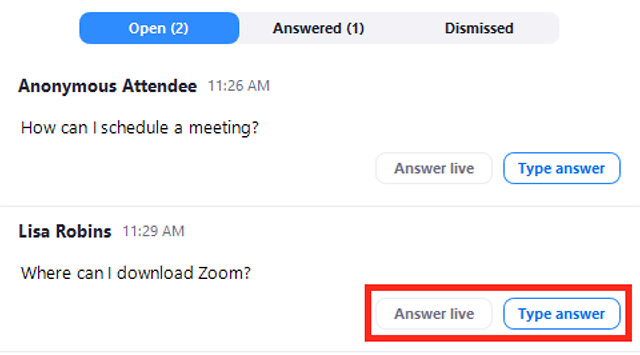 Open (2) Answered (1) Dismissed
Anonymous Attendee 11:26 AM
How can I schedule a meeting?
Answer live Type answer
Lisa Robins 11:29 AM
Where can I download Zoom?
Answer live Type answer